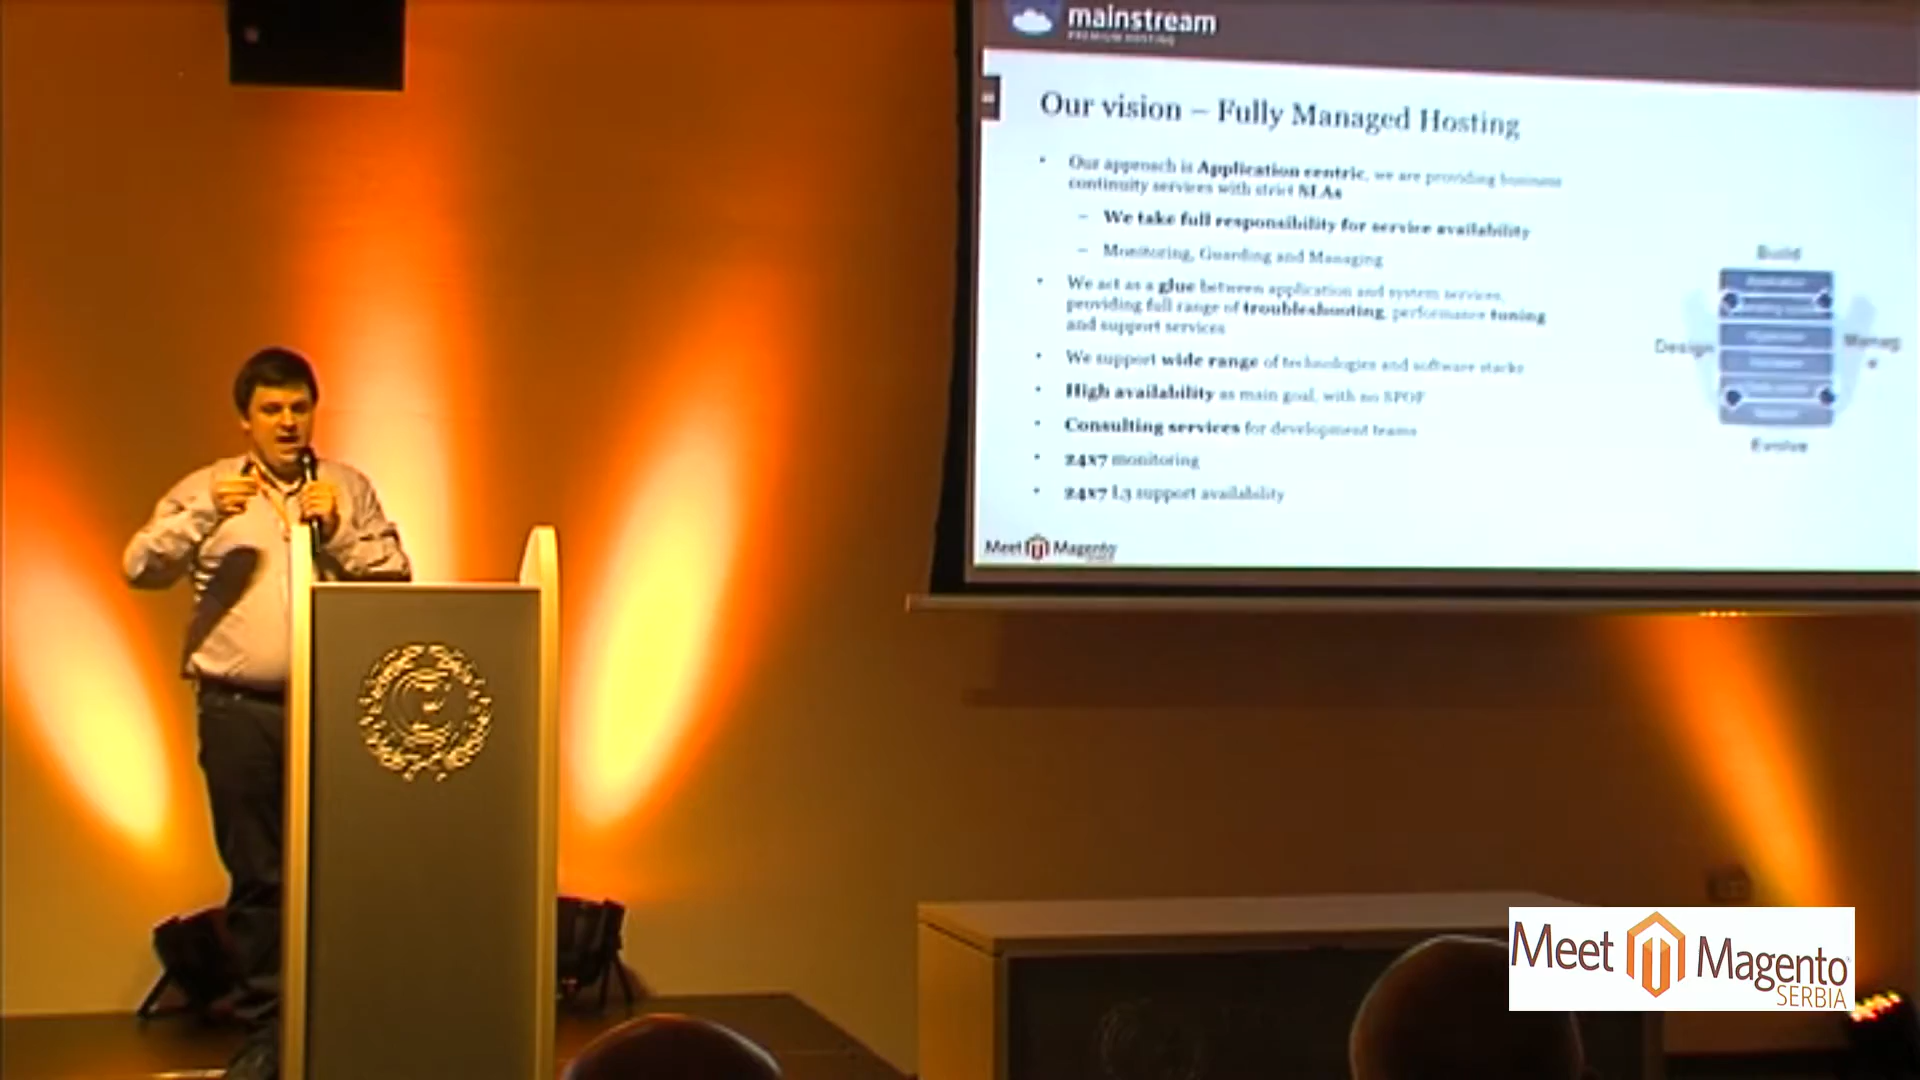 mainstream
PREMIUM HOSTING
Our vision – Fully Managed Hosting
• Our approach is Application centric, we are providing business
continuity services with strict SLAs
– We take full responsibility for service availability
– Monitoring, Guarding and Managing
• We act as a glue between application and system services,
providing full range of troubleshooting, performance tuning
and support services
• We support wide range of technologies and software stacks
• High availability as main goal, with no SPOF
• Consulting services for development teams
• 24x7 monitoring
• 24x7 L3 support availability
Build
Design
Manag
e
Evolve
Meet Magento
Meet Magento
SERBIA